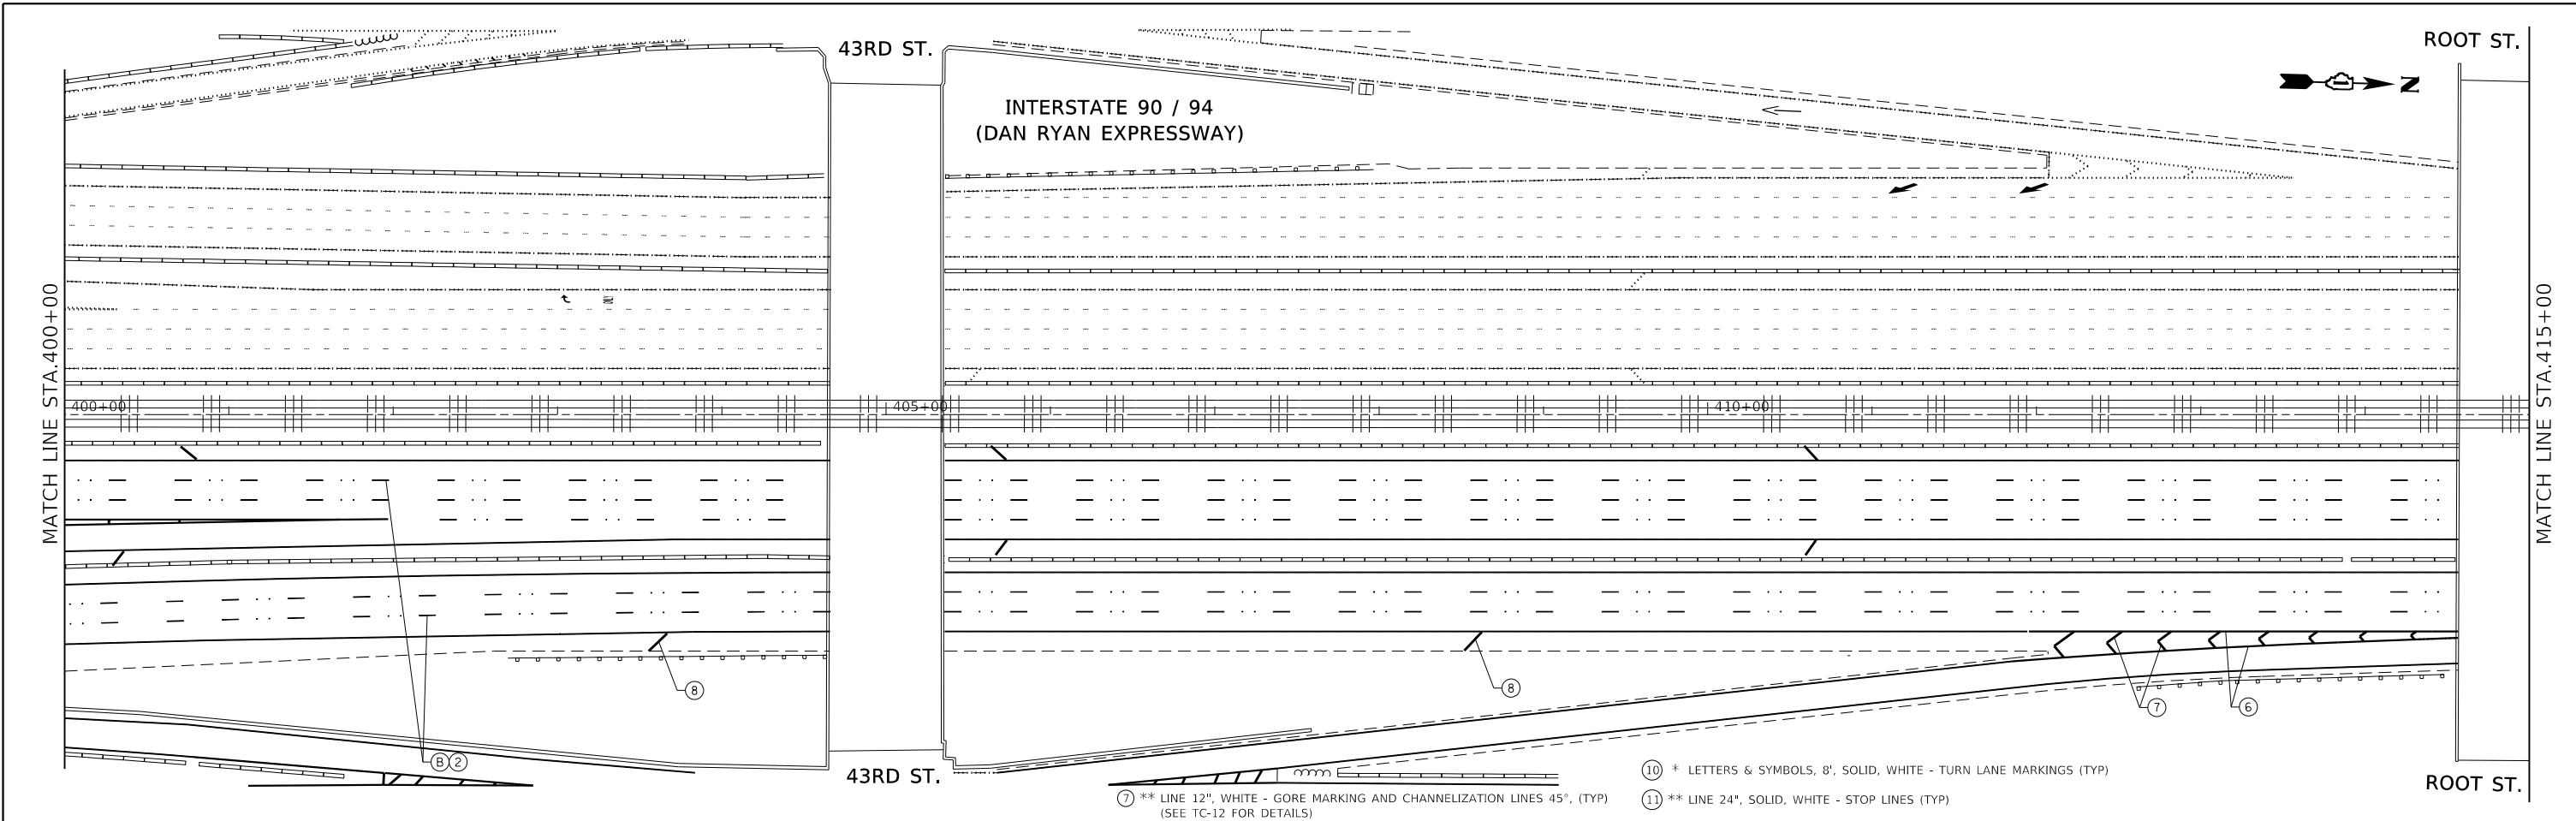 43RD ST.
ROOT ST.
N
INTERSTATE 90 / 94
(DAN RYAN EXPRESSWAY)
MATCH LINE STA.400+00
MATCH LINE STA.415+00
400+00
405+00
410+00
8
8
7
6
B 2
43RD ST.
ROOT ST.
7 ** LINE 12", WHITE - GORE MARKING AND CHANNELIZATION LINES 45°, (TYP)
(SEE TC-12 FOR DETAILS)
10 * LETTERS & SYMBOLS, 8', SOLID, WHITE - TURN LANE MARKINGS (TYP)
11 ** LINE 24", SOLID, WHITE - STOP LINES (TYP)